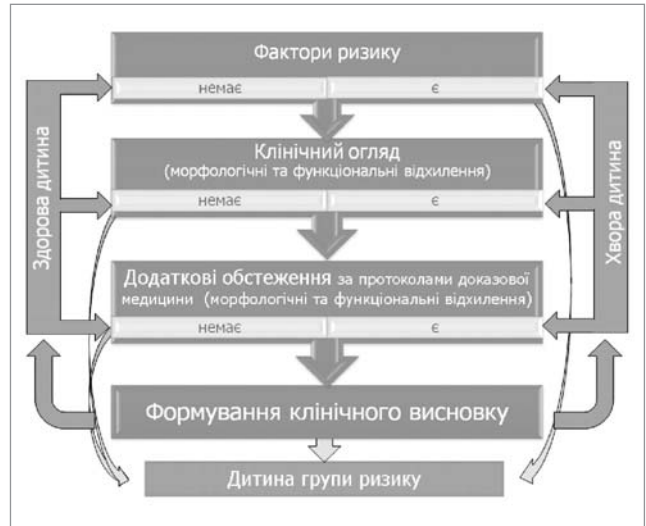 Фактори ризику
немає
є
Клінічний огляд
(морфологічні та функціональні відхилення)
немає
є
Додаткові обстеження за протоколами доказової
медицини (морфологічні та функціональні відхилення)
немає
є
Формування клінічного висновку
Дитина групи ризику
Здорова дитина
Хвора дитина